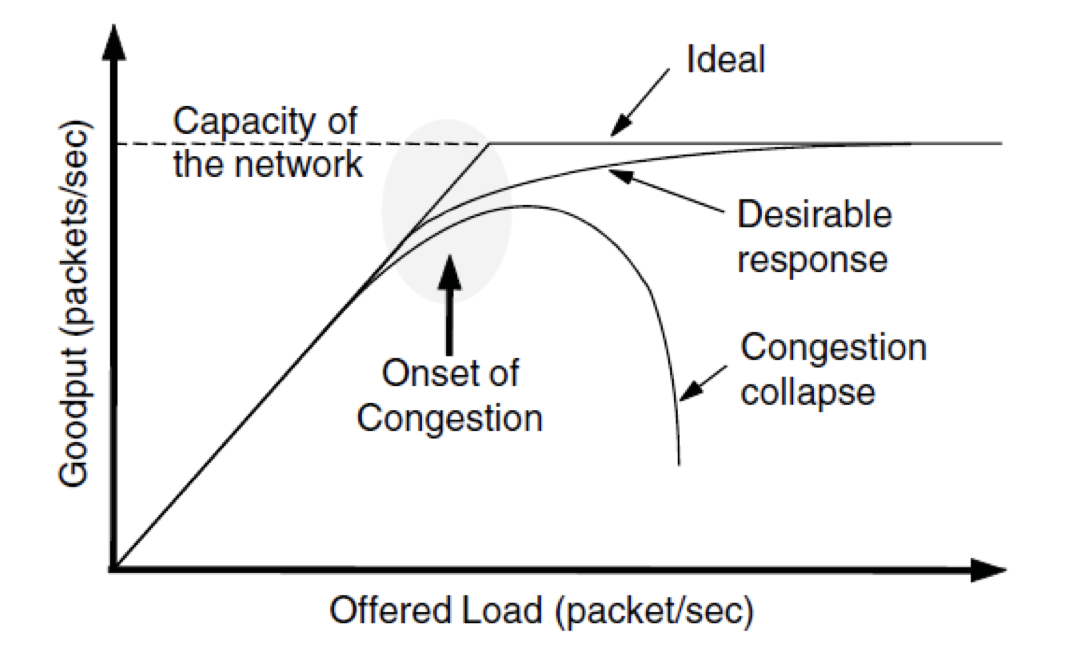 Ideal
Capacity of
the network
Desirable
response
Congestion
collapse
Onset of
Congestion
Goodput (packets/sec)
Offered Load (packet/sec)